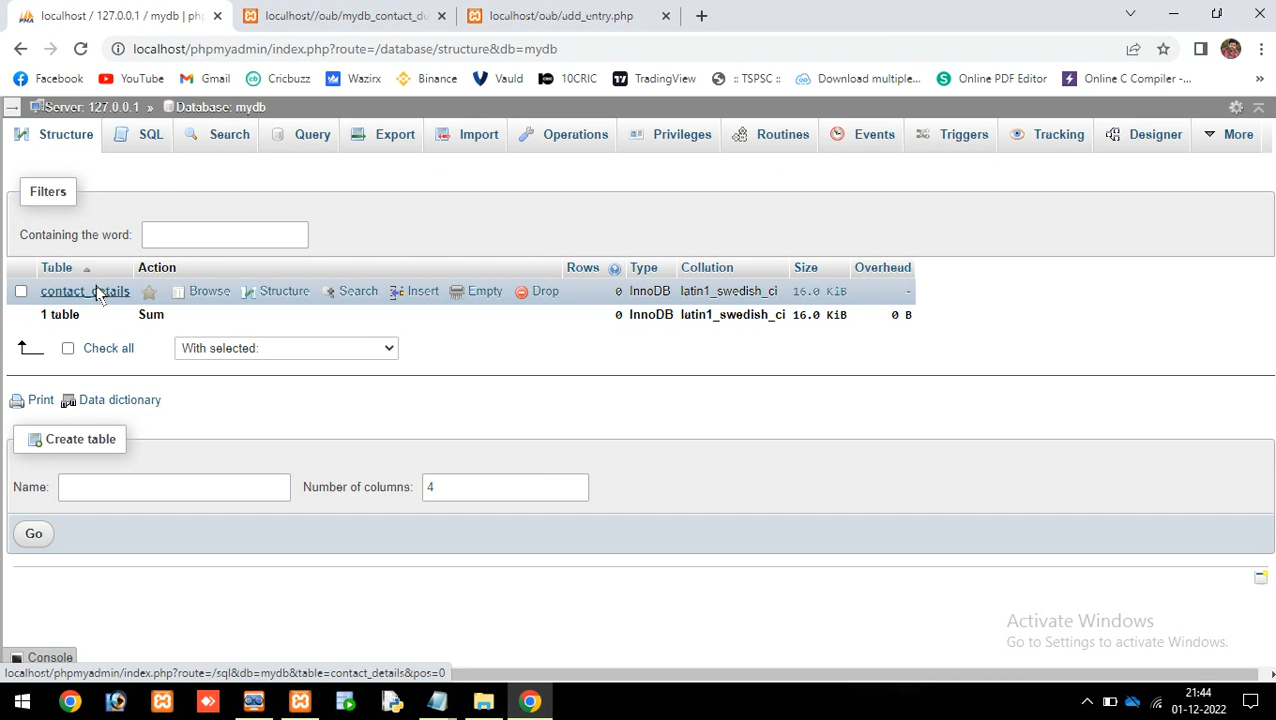 localhost / 127.0.0.1 / mydb | ph
localhost//oub/mydb_contact_d
localhost/oub/add_entry.php
localhost/phpmyadmin/index.php?route=/database/structure&db=mydb
Facebook YouTube Gmail Cricbuzz Wazirx Binance Vauld 10CRIC TradingView :: TSPSC :: Download multiple... Online PDF Editor Online C Compiler -... »
Server: 127.0.0.1 » Database: mydb
Structure SQL Search Query Export Import Operations Privileges Routines Events Triggers Tracking Designer More
Filters
Containing the word:
Table Action Rows Type Collation Size Overhead
contact_details Browse Structure Search Insert Empty Drop 0 InnoDB latin1_swedish_ci 16.0 KiB -
1 table Sum 0 InnoDB latin1_swedish_ci 16.0 KiB 0 B
Check all With selected:
Print Data dictionary
Create table
Name: Number of columns: 4
Go
Activate Windows
Go to Settings to activate Windows.
Console
localhost/phpmyadmin/index.php?route=/sql&db=mydb&table=contact_details&pos=0
21:44
01-12-2022